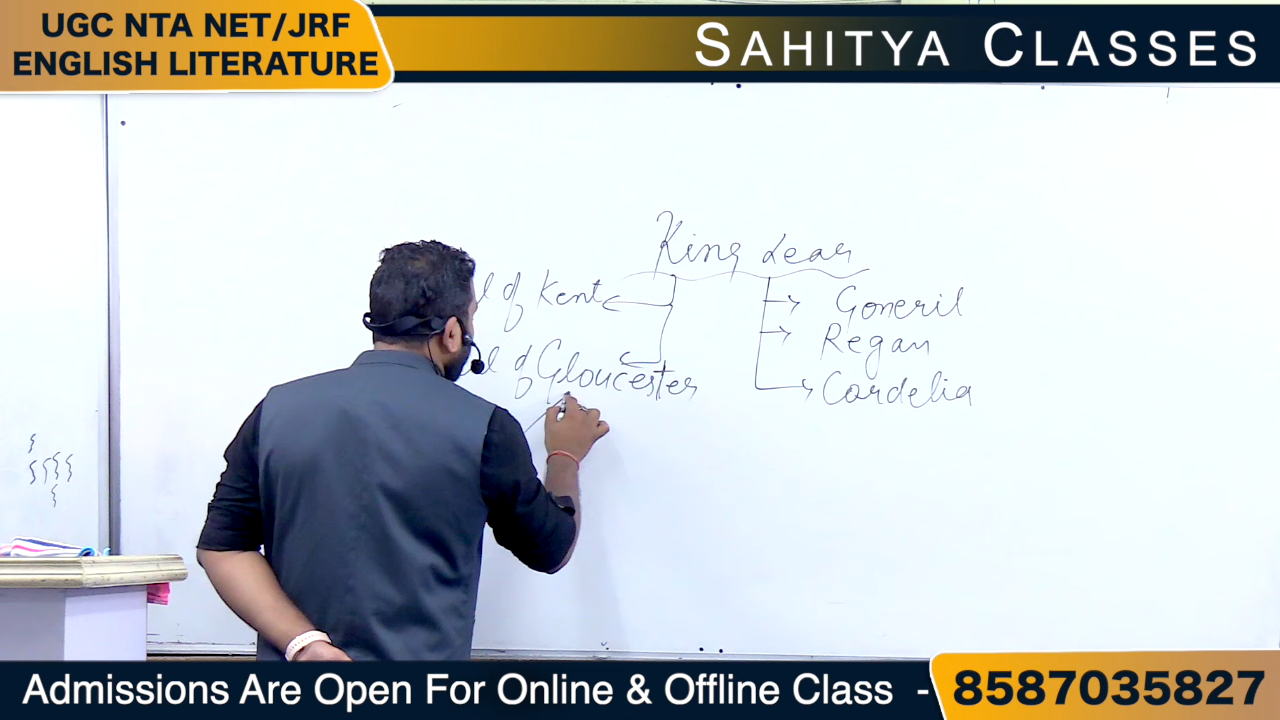 UGC NTA NET/JRF
ENGLISH LITERATURE
SAHITYA CLASSES
King Lear
of Kent
of Gloucester
Goneril
Regan
Cordelia
Admissions Are Open For Online & Offline Class - 8587035827